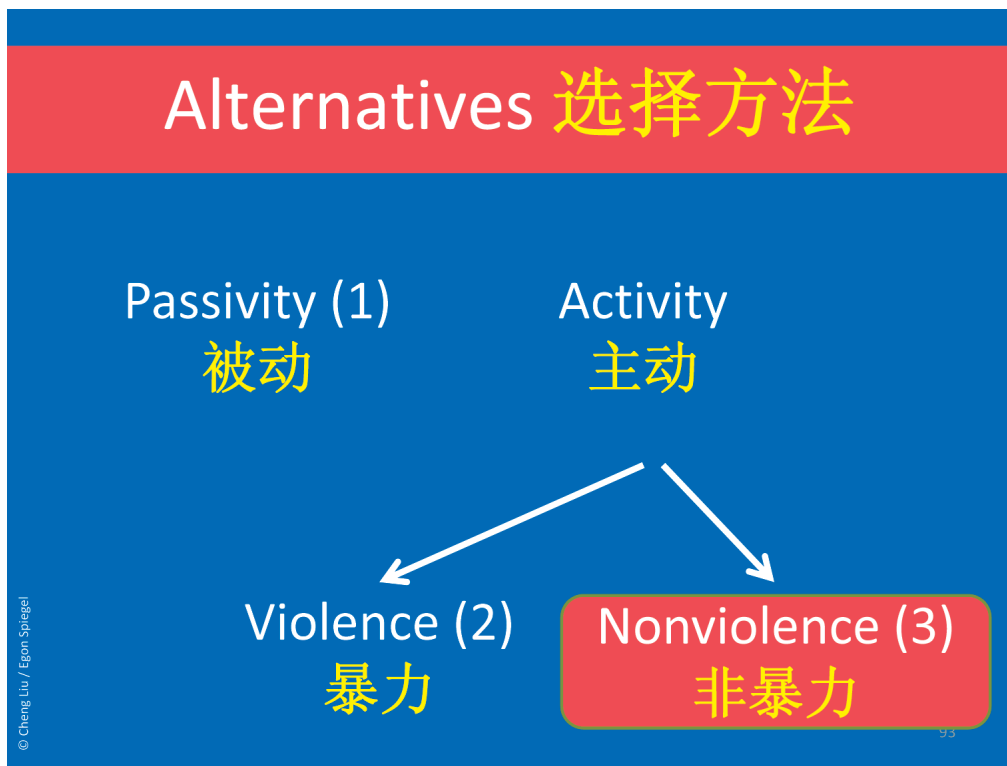 Alternatives 选择方法
Passivity (1)
被动
Activity
主动
Violence (2)
暴力
Nonviolence (3)
非暴力
93
© Cheng Liu / Egon Spiegel